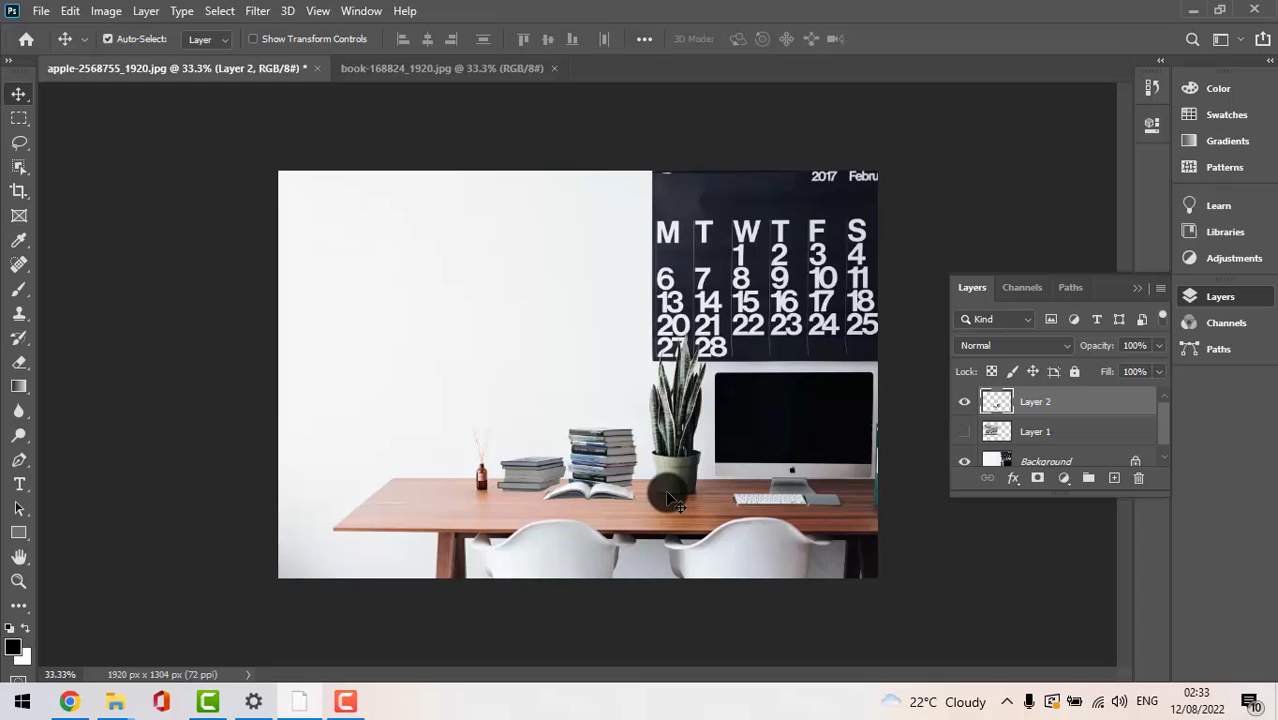 Ps File Edit Image Layer Type Select Filter 3D View Window Help
Auto-Select: Layer Show Transform Controls 3D Mode:
apple-2568755_1920.jpg @ 33.3% (Layer 2, RGB/8#) * book-168824_1920.jpg @ 33.3% (RGB/8#)
Color
Swatches
Gradients
Patterns
Learn
Libraries
Adjustments
Layers
Channels
Paths
2017 Febru
M T W T F S
1 2 3 4
6 7 8 9 10 11
13 14 15 16 17 18
20 21 22 23 24 25
27 28
Layers Channels Paths
Kind
Normal Opacity: 100%
Lock: Fill: 100%
Layer 2
Layer 1
Background
fx
33.33% 1920 px x 1304 px (72 ppi)
22°C Cloudy ENG 02:33
12/08/2022
10